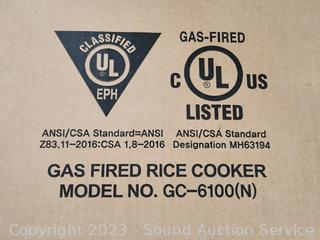 CLASSIFIED
UL
EPH
GAS-FIRED
C UL US
LISTED
ANSI/CSA Standard=ANSI
Z83.11-2016:CSA 1.8-2016
ANSI/CSA Standard
Designation MH63194
GAS FIRED RICE COOKER
MODEL NO. GC-6100(N)
Copyright 2023 - Sound Auction Service